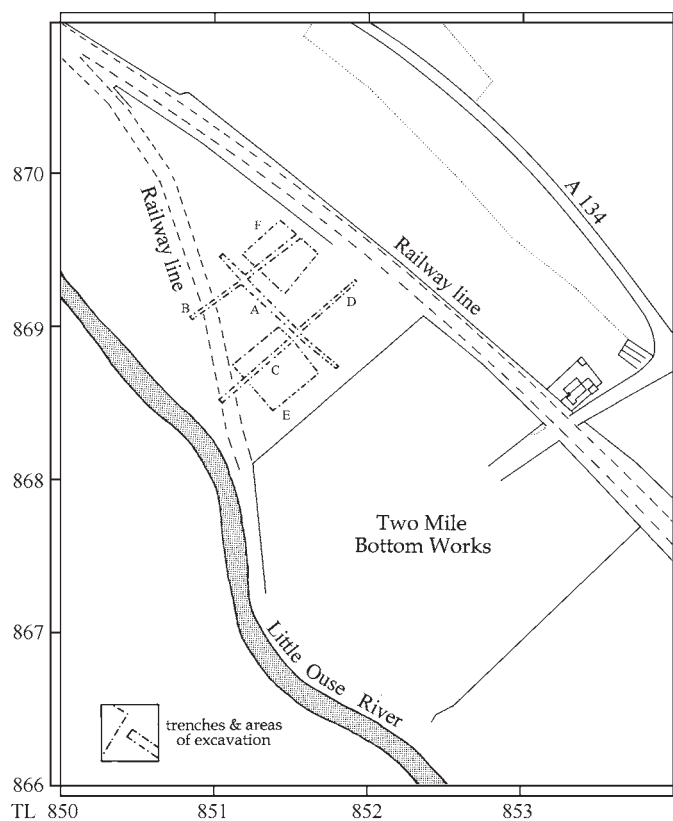 870
A 134
Railway line
Railway line
F
B
A
D
869
C
E
868
Two Mile
Bottom Works
867
Little Ouse River
trenches & areas
of excavation
866
TL 850 851 852 853